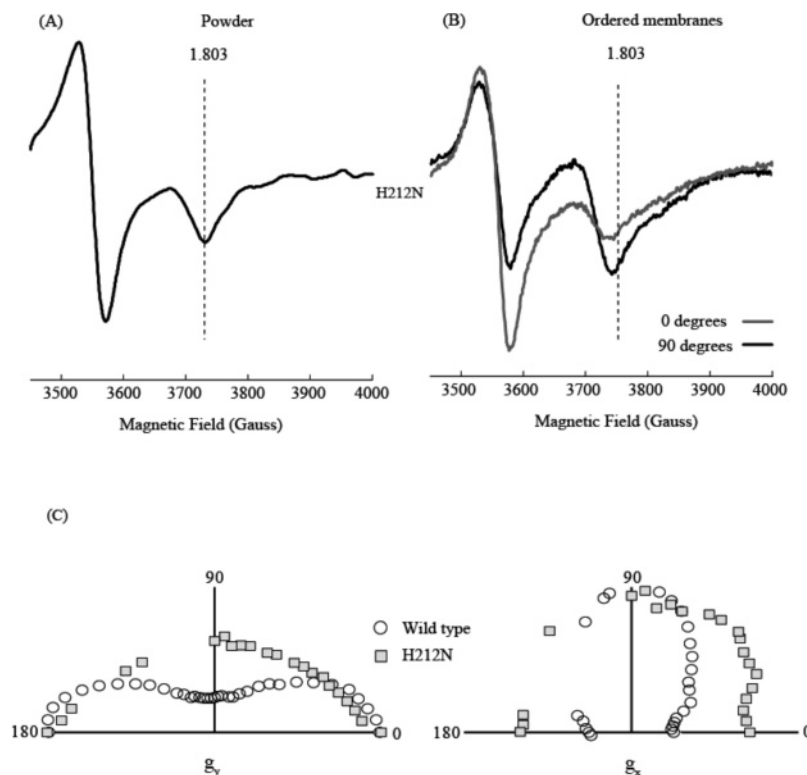 (A)
Powder
1.803
H212N
3500 3600 3700 3800 3900 4000
Magnetic Field (Gauss)
(B)
Ordered membranes
1.803
0 degrees
90 degrees
3500 3600 3700 3800 3900 4000
Magnetic Field (Gauss)
(C)
90
180
0
gy
Wild type
H212N
90
180
0
gx